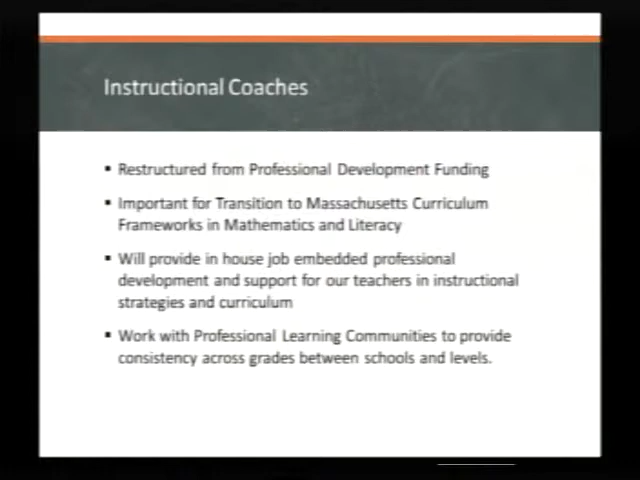 Instructional Coaches
▪ Restructured from Professional Development Funding
▪ Important for Transition to Massachusetts Curriculum
Frameworks in Mathematics and Literacy
▪ Will provide in house job embedded professional
development and support for our teachers in instructional
strategies and curriculum
▪ Work with Professional Learning Communities to provide
consistency across grades between schools and levels.